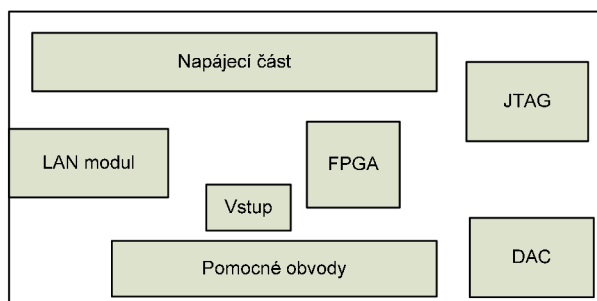 Napájecí část
JTAG
LAN modul
FPGA
Vstup
Pomocné obvody
DAC